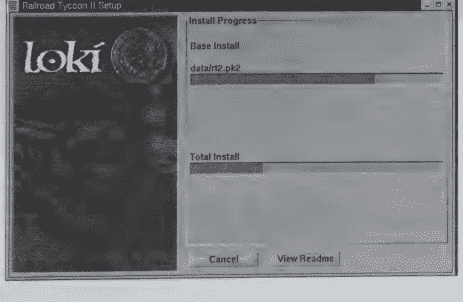 Railroad Tycoon II Setup
loki
Install Progress
Base Install
data/rt2.pk2
Total Install
Cancel
View Readme